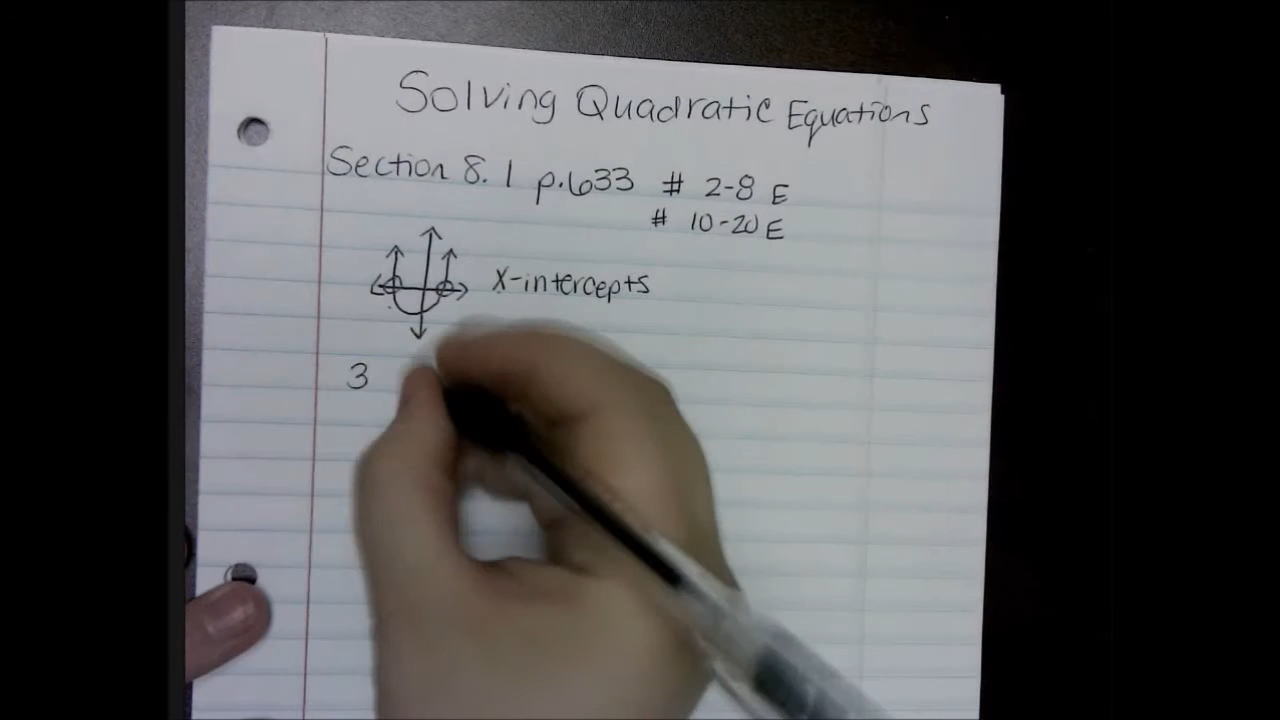 Solving Quadratic Equations
Section 8.1 p.633 # 2-8 E
# 10-20 E
X-intercepts
3